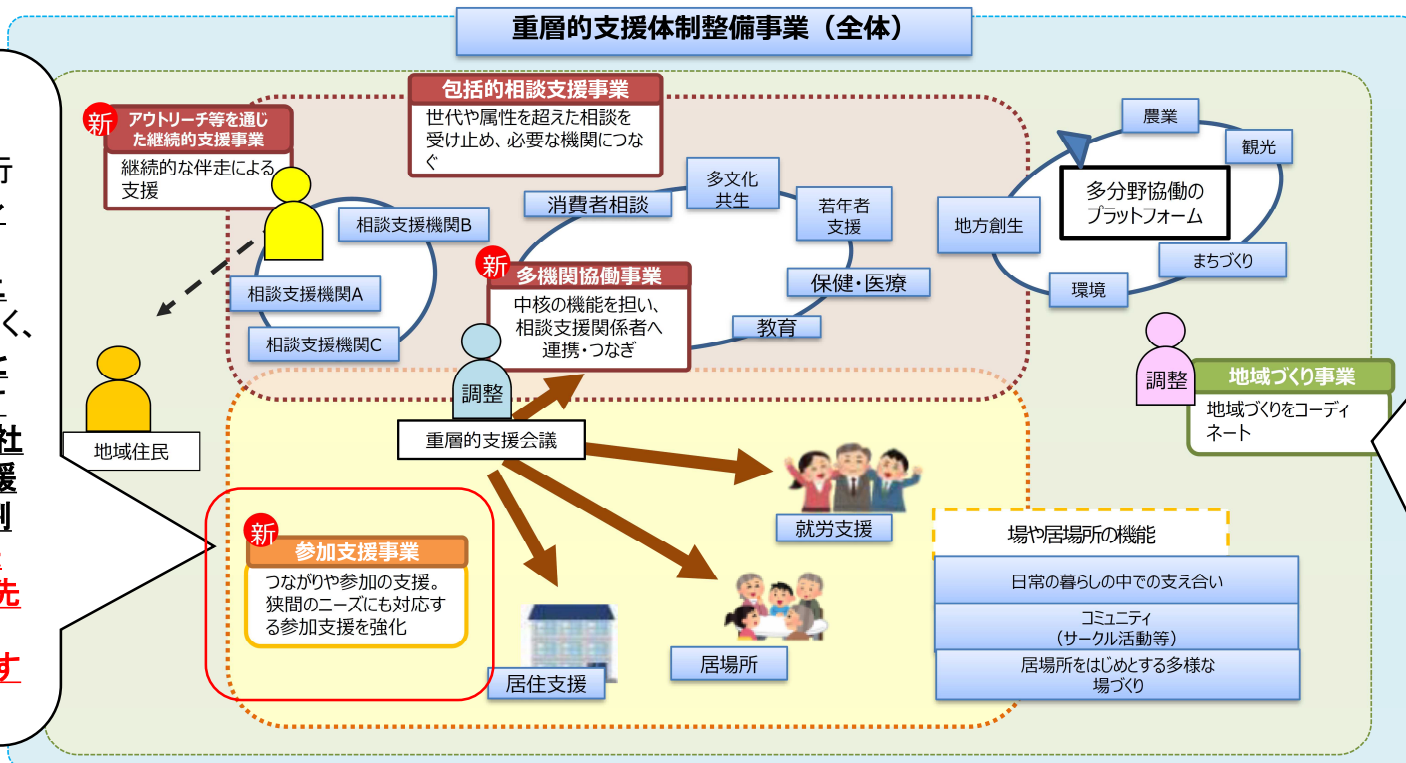 重層的支援体制整備事業（全体）
新
アウトリーチ等を通じ
た継続的支援事業
継続的な伴走による
支援
包括的相談支援事業
世代や属性を超えた相談を
受け止め、必要な機関につな
ぐ
相談支援機関B
相談支援機関A
相談支援機関C
消費者相談
多文化
共生
若年者
支援
保健・医療
教育
新
多機関協働事業
中核の機能を担い、
相談支援関係者へ
連携・つなぎ
農業
観光
多分野協働の
プラットフォーム
地方創生
まちづくり
環境
調整
重層的支援会議
地域住民
調整
地域づくり事業
地域づくりをコーディ
ネート
新
参加支援事業
つながりや参加の支援。
狭間のニーズにも対応す
る参加支援を強化
就労支援
居場所
居住支援
場や居場所の機能
日常の暮らしの中での支え合い
コミュニティ
（サークル活動等）
居場所をはじめとする多様な
場づくり
行
く、
社
援
先
す